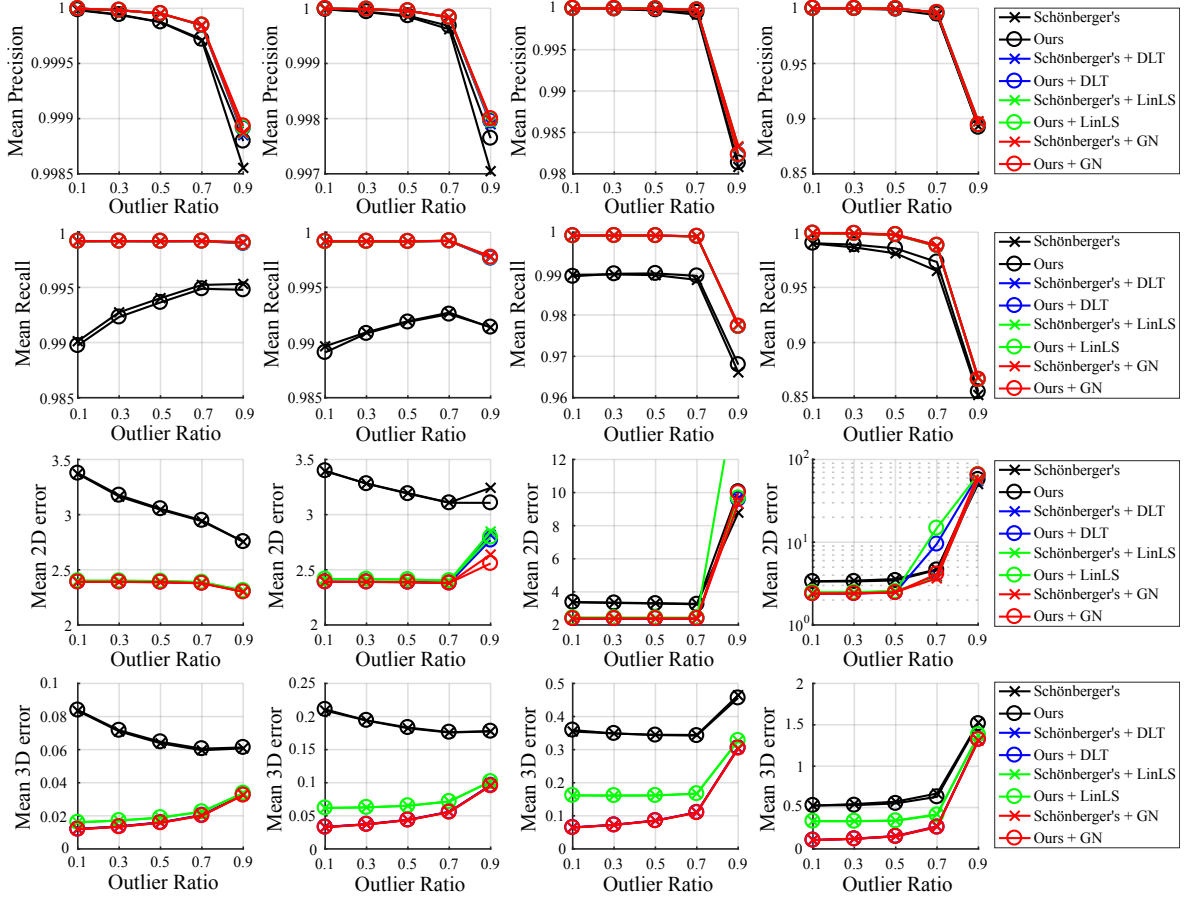 Mean Precision
1
0.9995
0.999
0.9985
0.1 0.3 0.5 0.7 0.9
Outlier Ratio
Mean Precision
1
0.999
0.998
0.997
0.1 0.3 0.5 0.7 0.9
Outlier Ratio
Mean Precision
1
0.995
0.99
0.985
0.98
0.1 0.3 0.5 0.7 0.9
Outlier Ratio
Mean Precision
1
0.95
0.9
0.85
0.1 0.3 0.5 0.7 0.9
Outlier Ratio
Schönberger's
Ours
Schönberger's + DLT
Ours + DLT
Schönberger's + LinLS
Ours + LinLS
Schönberger's + GN
Ours + GN
Mean Recall
1
0.995
0.99
0.985
0.1 0.3 0.5 0.7 0.9
Outlier Ratio
Mean Recall
1
0.995
0.99
0.985
0.1 0.3 0.5 0.7 0.9
Outlier Ratio
Mean Recall
1
0.99
0.98
0.97
0.96
0.1 0.3 0.5 0.7 0.9
Outlier Ratio
Mean Recall
1
0.95
0.9
0.85
0.1 0.3 0.5 0.7 0.9
Outlier Ratio
Schönberger's
Ours
Schönberger's + DLT
Ours + DLT
Schönberger's + LinLS
Ours + LinLS
Schönberger's + GN
Ours + GN
Mean 2D error
3.5
3
2.5
2
0.1 0.3 0.5 0.7 0.9
Outlier Ratio
Mean 2D error
3.5
3
2.5
2
0.1 0.3 0.5 0.7 0.9
Outlier Ratio
Mean 2D error
12
10
8
6
4
2
0.1 0.3 0.5 0.7 0.9
Outlier Ratio
Mean 2D error
10²
10¹
10⁰
0.1 0.3 0.5 0.7 0.9
Outlier Ratio
Schönberger's
Ours
Schönberger's + DLT
Ours + DLT
Schönberger's + LinLS
Ours + LinLS
Schönberger's + GN
Ours + GN
Mean 3D error
0.1
0.08
0.06
0.04
0.02
0
0.1 0.3 0.5 0.7 0.9
Outlier Ratio
Mean 3D error
0.25
0.2
0.15
0.1
0.05
0
0.1 0.3 0.5 0.7 0.9
Outlier Ratio
Mean 3D error
0.5
0.4
0.3
0.2
0.1
0
0.1 0.3 0.5 0.7 0.9
Outlier Ratio
Mean 3D error
2
1.5
1
0.5
0
0.1 0.3 0.5 0.7 0.9
Outlier Ratio
Schönberger's
Ours
Schönberger's + DLT
Ours + DLT
Schönberger's + LinLS
Ours + LinLS
Schönberger's + GN
Ours + GN